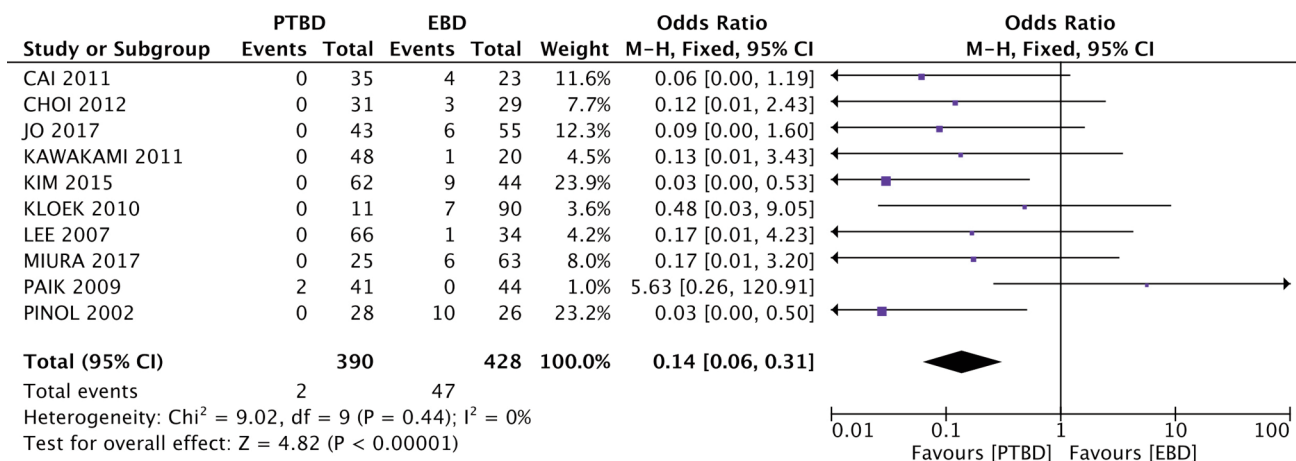 PTBD EBD Odds Ratio Odds Ratio
Study or Subgroup Events Total Events Total Weight M-H, Fixed, 95% CI M-H, Fixed, 95% CI
CAI 2011 0 35 4 23 11.6% 0.06 [0.00, 1.19]
CHOI 2012 0 31 3 29 7.7% 0.12 [0.01, 2.43]
JO 2017 0 43 6 55 12.3% 0.09 [0.00, 1.60]
KAWAKAMI 2011 0 48 1 20 4.5% 0.13 [0.01, 3.43]
KIM 2015 0 62 9 44 23.9% 0.03 [0.00, 0.53]
KLOEK 2010 0 11 7 90 3.6% 0.48 [0.03, 9.05]
LEE 2007 0 66 1 34 4.2% 0.17 [0.01, 4.23]
MIURA 2017 0 25 6 63 8.0% 0.17 [0.01, 3.20]
PAIK 2009 2 41 0 44 1.0% 5.63 [0.26, 120.91]
PINOL 2002 0 28 10 26 23.2% 0.03 [0.00, 0.50]
Total (95% CI) 390 428 100.0% 0.14 [0.06, 0.31]
Total events 2 47
Heterogeneity: Chi² = 9.02, df = 9 (P = 0.44); I² = 0%
Test for overall effect: Z = 4.82 (P < 0.00001)
0.01 0.1 1 10 100
Favours [PTBD] Favours [EBD]